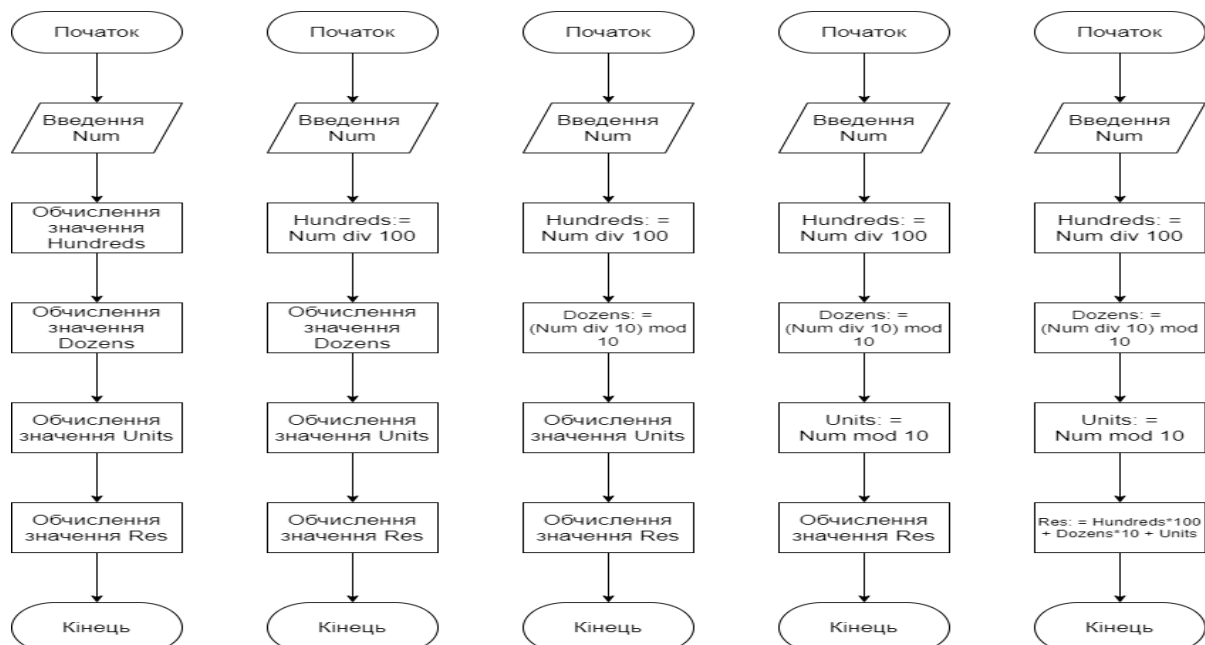 Початок
Введення
Num
Обчислення
значення
Hundreds
Обчислення
значення
Dozens
Обчислення
значення Units
Обчислення
значення Res
Кінець
Початок
Введення
Num
Hundreds:=
Num div 100
Обчислення
значення
Dozens
Обчислення
значення Units
Обчислення
значення Res
Кінець
Початок
Введення
Num
Hundreds: =
Num div 100
Dozens: =
(Num div 10) mod
10
Обчислення
значення Units
Обчислення
значення Res
Кінець
Початок
Введення
Num
Hundreds: =
Num div 100
Dozens: =
(Num div 10) mod
10
Units: =
Num mod 10
Обчислення
значення Res
Кінець
Початок
Введення
Num
Hundreds: =
Num div 100
Dozens: =
(Num div 10) mod
10
Units: =
Num mod 10
Res: = Hundreds*100
+ Dozens*10 + Units
Кінець